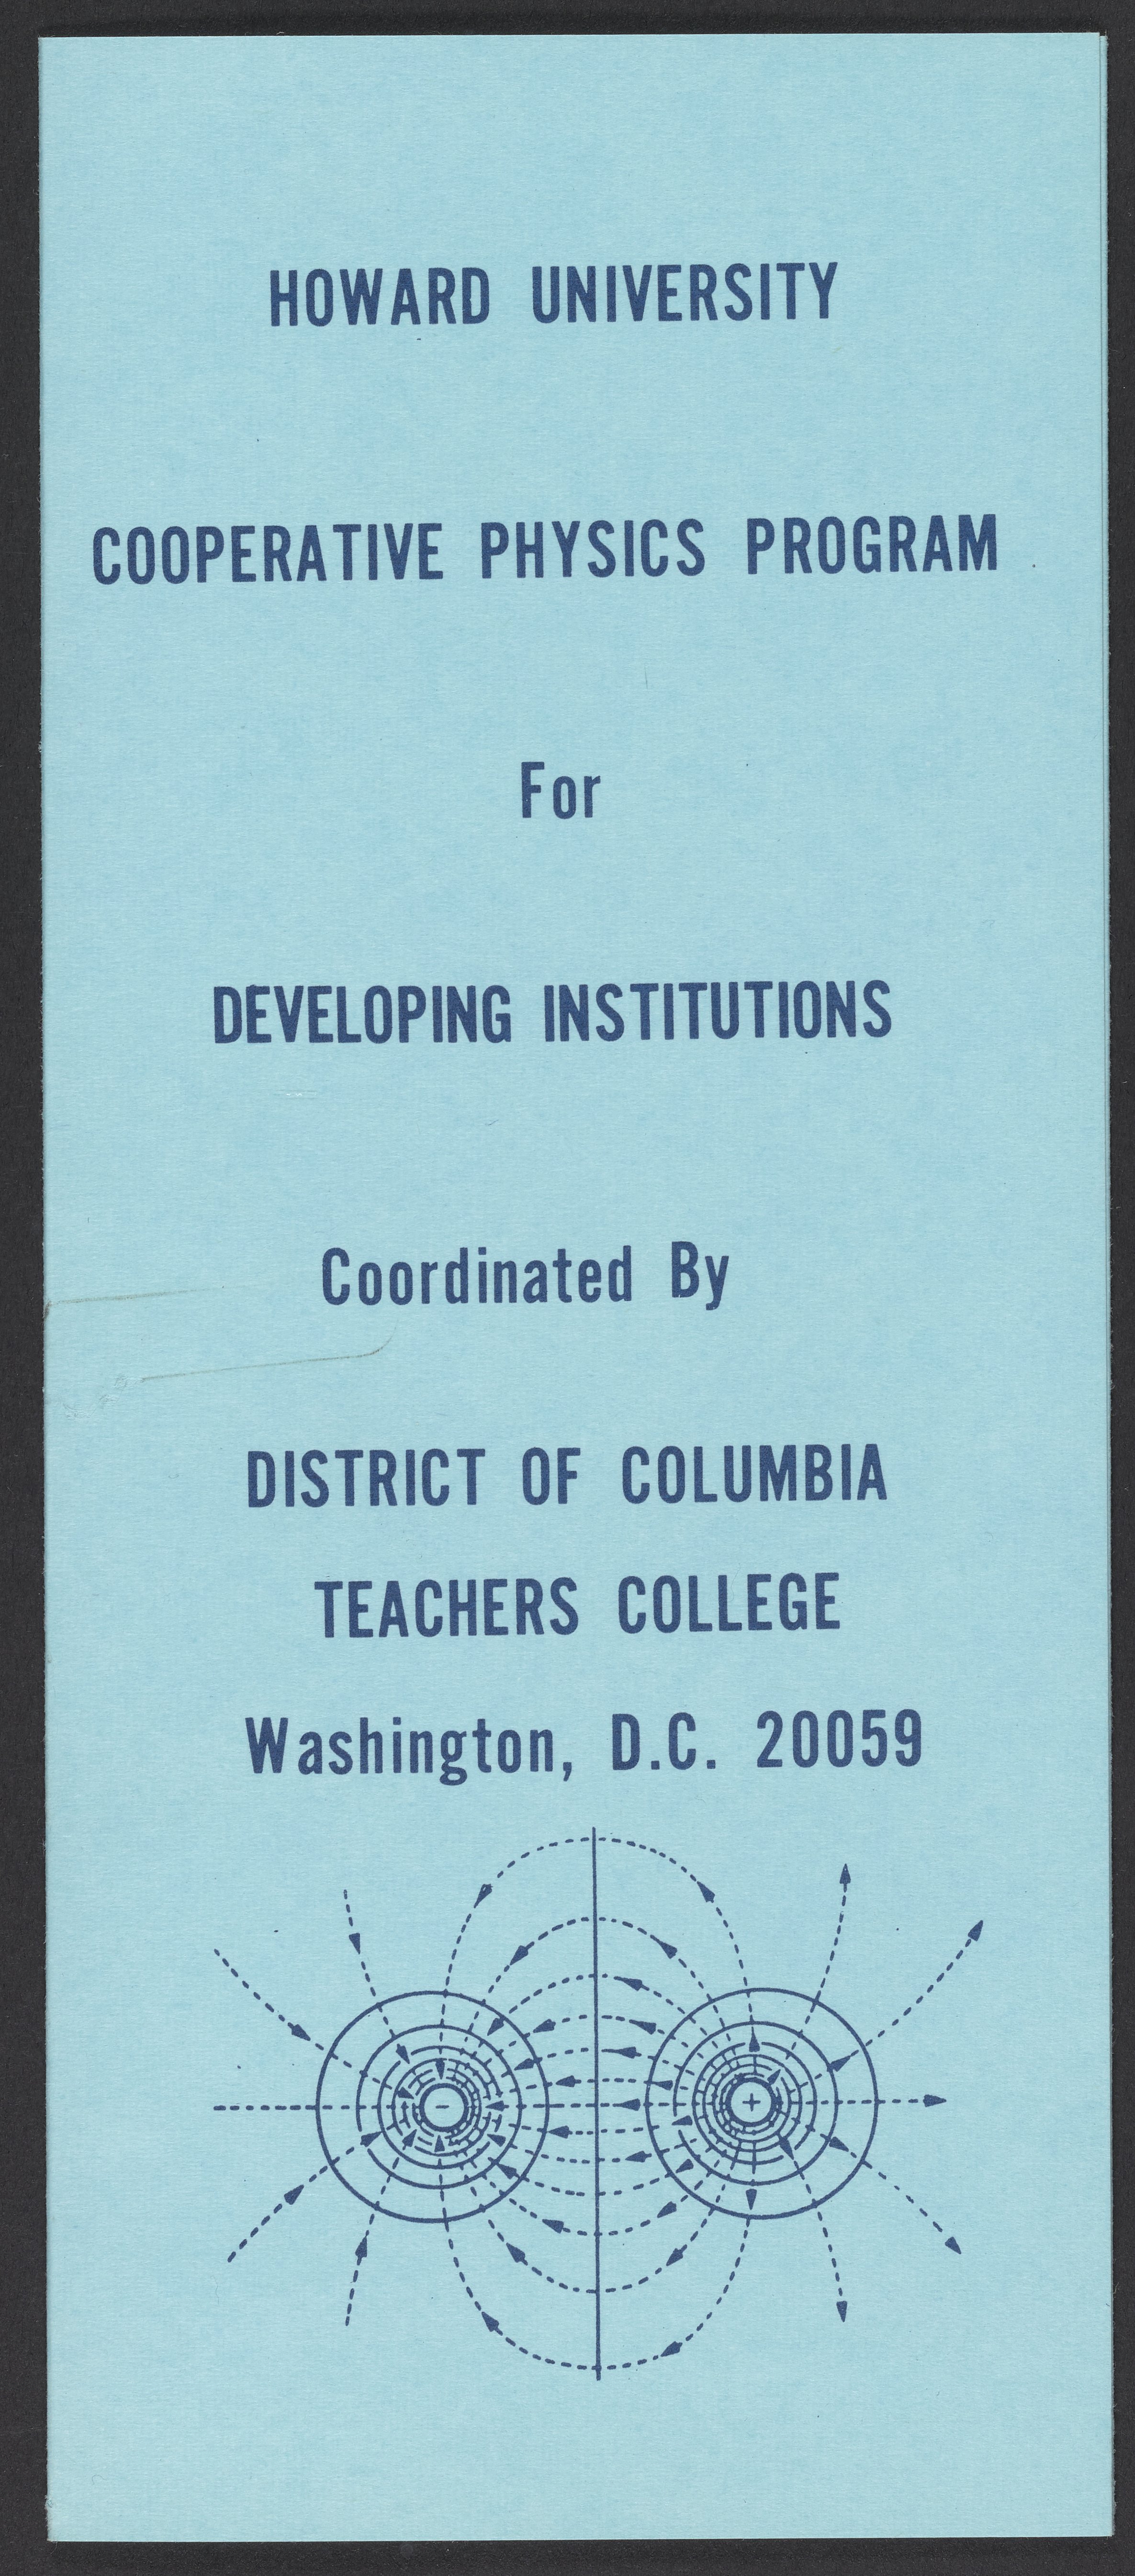 HOWARD UNIVERSITY
COOPERATIVE PHYSICS PROGRAM
For
DEVELOPING INSTITUTIONS
Coordinated By
DISTRICT OF COLUMBIA
TEACHERS COLLEGE
Washington, D.C. 20059
- +